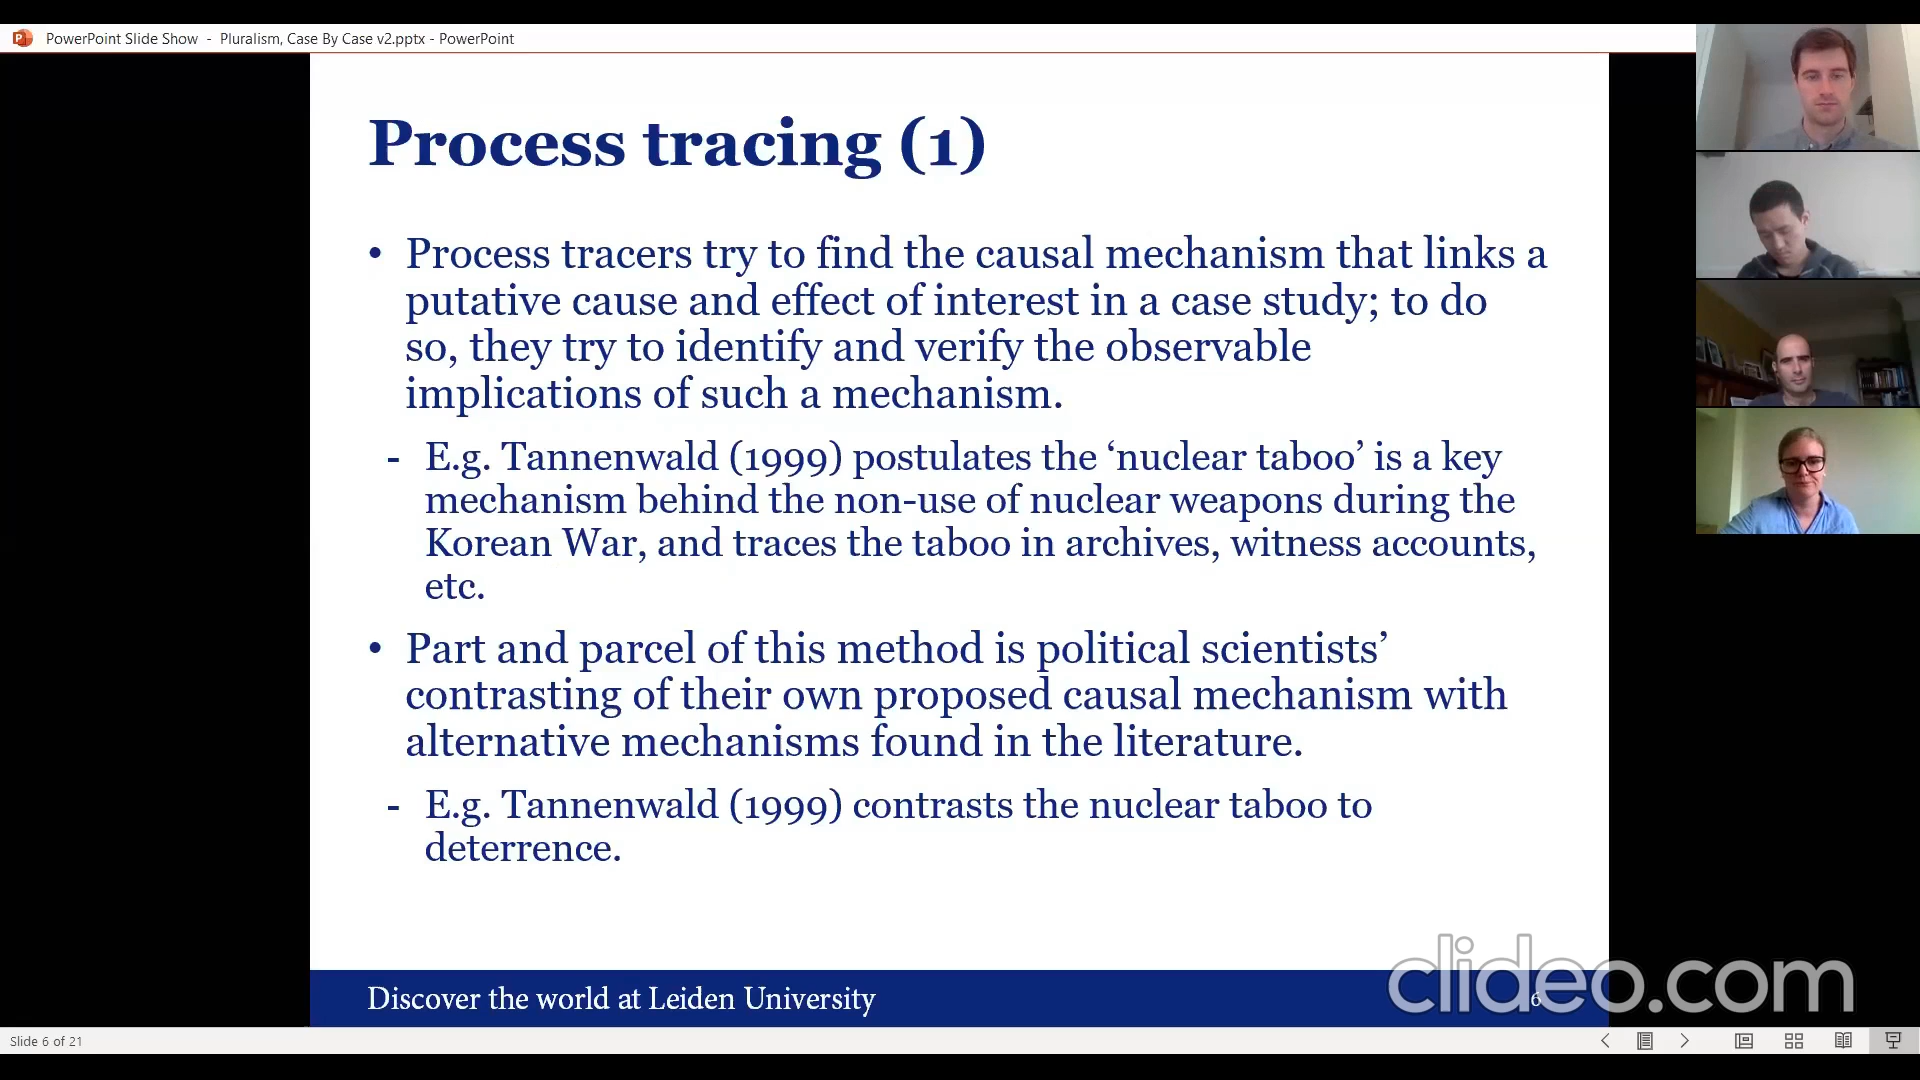 PowerPoint Slide Show - Pluralism, Case By Case v2.pptx - PowerPoint
Process tracing (1)
• Process tracers try to find the causal mechanism that links a
putative cause and effect of interest in a case study; to do
so, they try to identify and verify the observable
implications of such a mechanism.
- E.g. Tannenwald (1999) postulates the ‘nuclear taboo’ is a key
mechanism behind the non-use of nuclear weapons during the
Korean War, and traces the taboo in archives, witness accounts,
etc.
• Part and parcel of this method is political scientists’
contrasting of their own proposed causal mechanism with
alternative mechanisms found in the literature.
- E.g. Tannenwald (1999) contrasts the nuclear taboo to
deterrence.
Discover the world at Leiden University
6
clideo.com
Slide 6 of 21